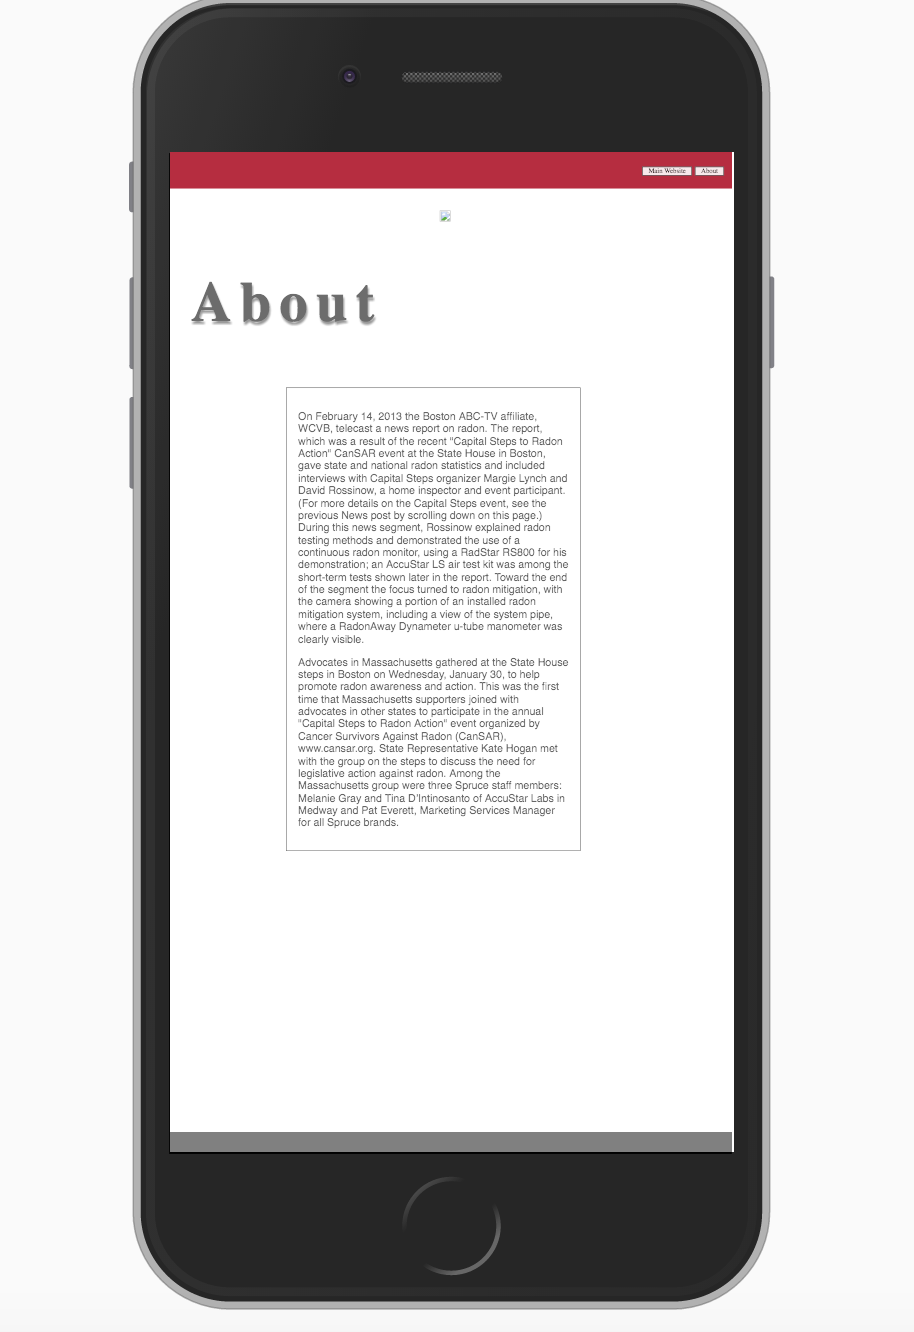 Main Website About
About
On February 14, 2013 the Boston ABC-TV affiliate,
WCVB, telecast a news report on radon. The report,
which was a result of the recent "Capital Steps to Radon
Action" CanSAR event at the State House in Boston,
gave state and national radon statistics and included
interviews with Capital Steps organizer Margie Lynch and
David Rossinow, a home inspector and event participant.
(For more details on the Capital Steps event, see the
previous News post by scrolling down on this page.)
During this news segment, Rossinow explained radon
testing methods and demonstrated the use of a
continuous radon monitor, using a RadStar RS800 for his
demonstration; an AccuStar LS air test kit was among the
short-term tests shown later in the report. Toward the end
of the segment the focus turned to radon mitigation, with
the camera showing a portion of an installed radon
mitigation system, including a view of the system pipe,
where a RadonAway Dynameter u-tube manometer was
clearly visible.
Advocates in Massachusetts gathered at the State House
steps in Boston on Wednesday, January 30, to help
promote radon awareness and action. This was the first
time that Massachusetts supporters joined with
advocates in other states to participate in the annual
"Capital Steps to Radon Action" event organized by
Cancer Survivors Against Radon (CanSAR),
www.cansar.org. State Representative Kate Hogan met
with the group on the steps to discuss the need for
legislative action against radon. Among the
Massachusetts group were three Spruce staff members:
Melanie Gray and Tina D'Intinosanto of AccuStar Labs in
Medway and Pat Everett, Marketing Services Manager
for all Spruce brands.